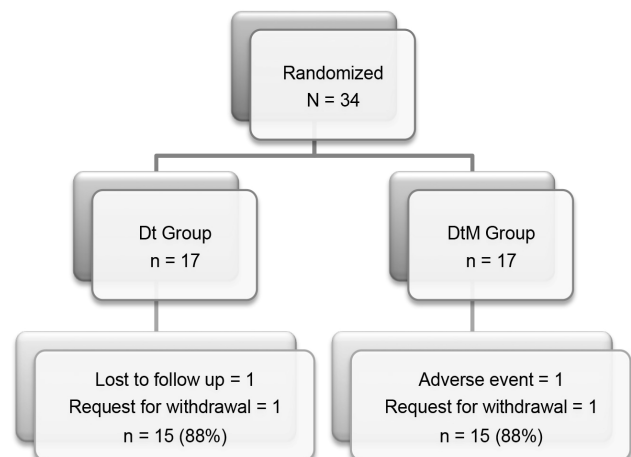 Randomized
N = 34
Dt Group
n = 17
DtM Group
n = 17
Lost to follow up = 1
Request for withdrawal = 1
n = 15 (88%)
Adverse event = 1
Request for withdrawal = 1
n = 15 (88%)